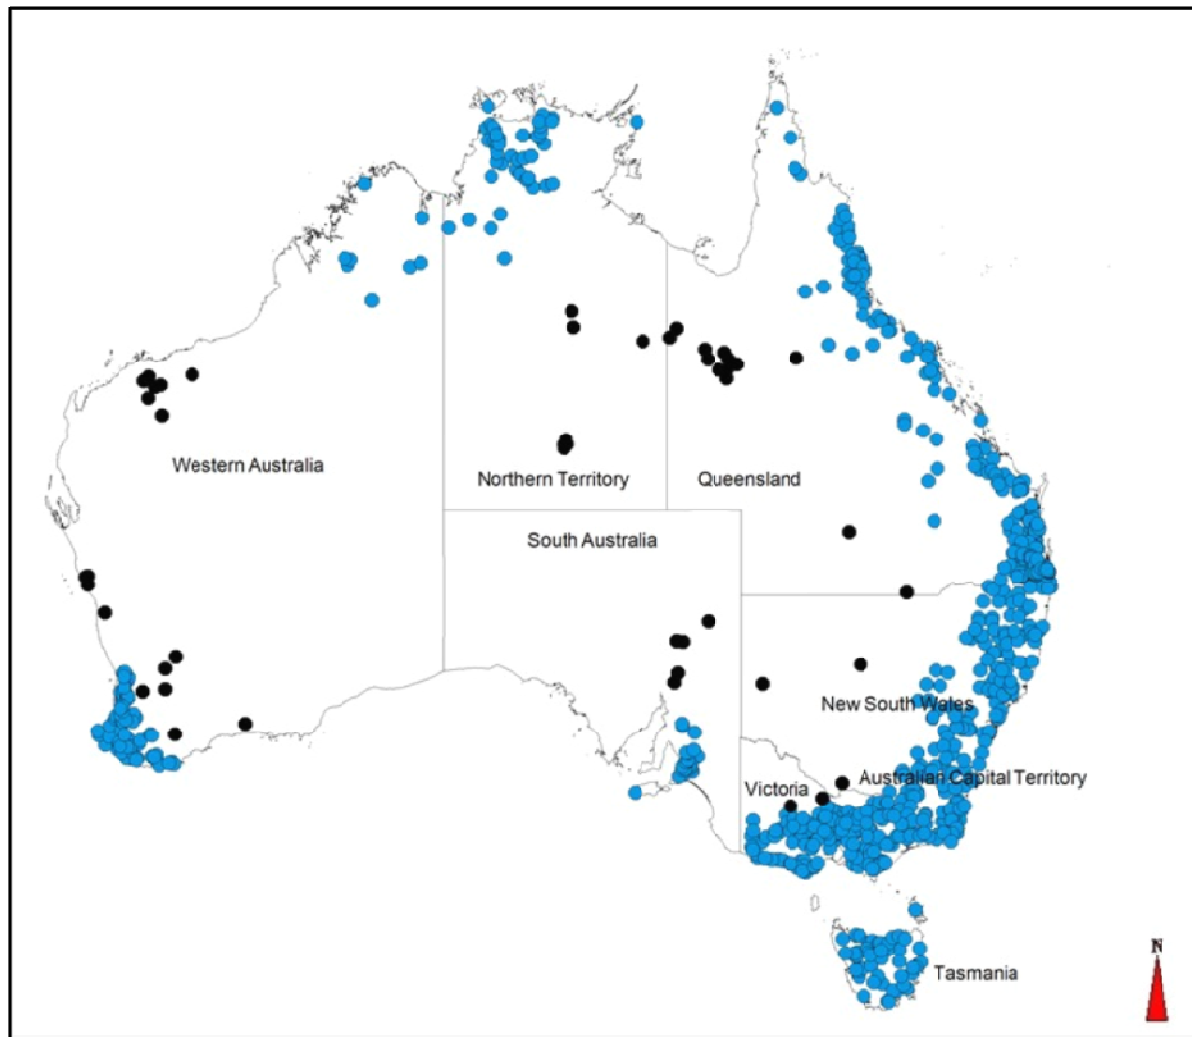 N
Western Australia
Northern Territory
Queensland
South Australia
New South Wales
Australian Capital Territory
Victoria
Tasmania